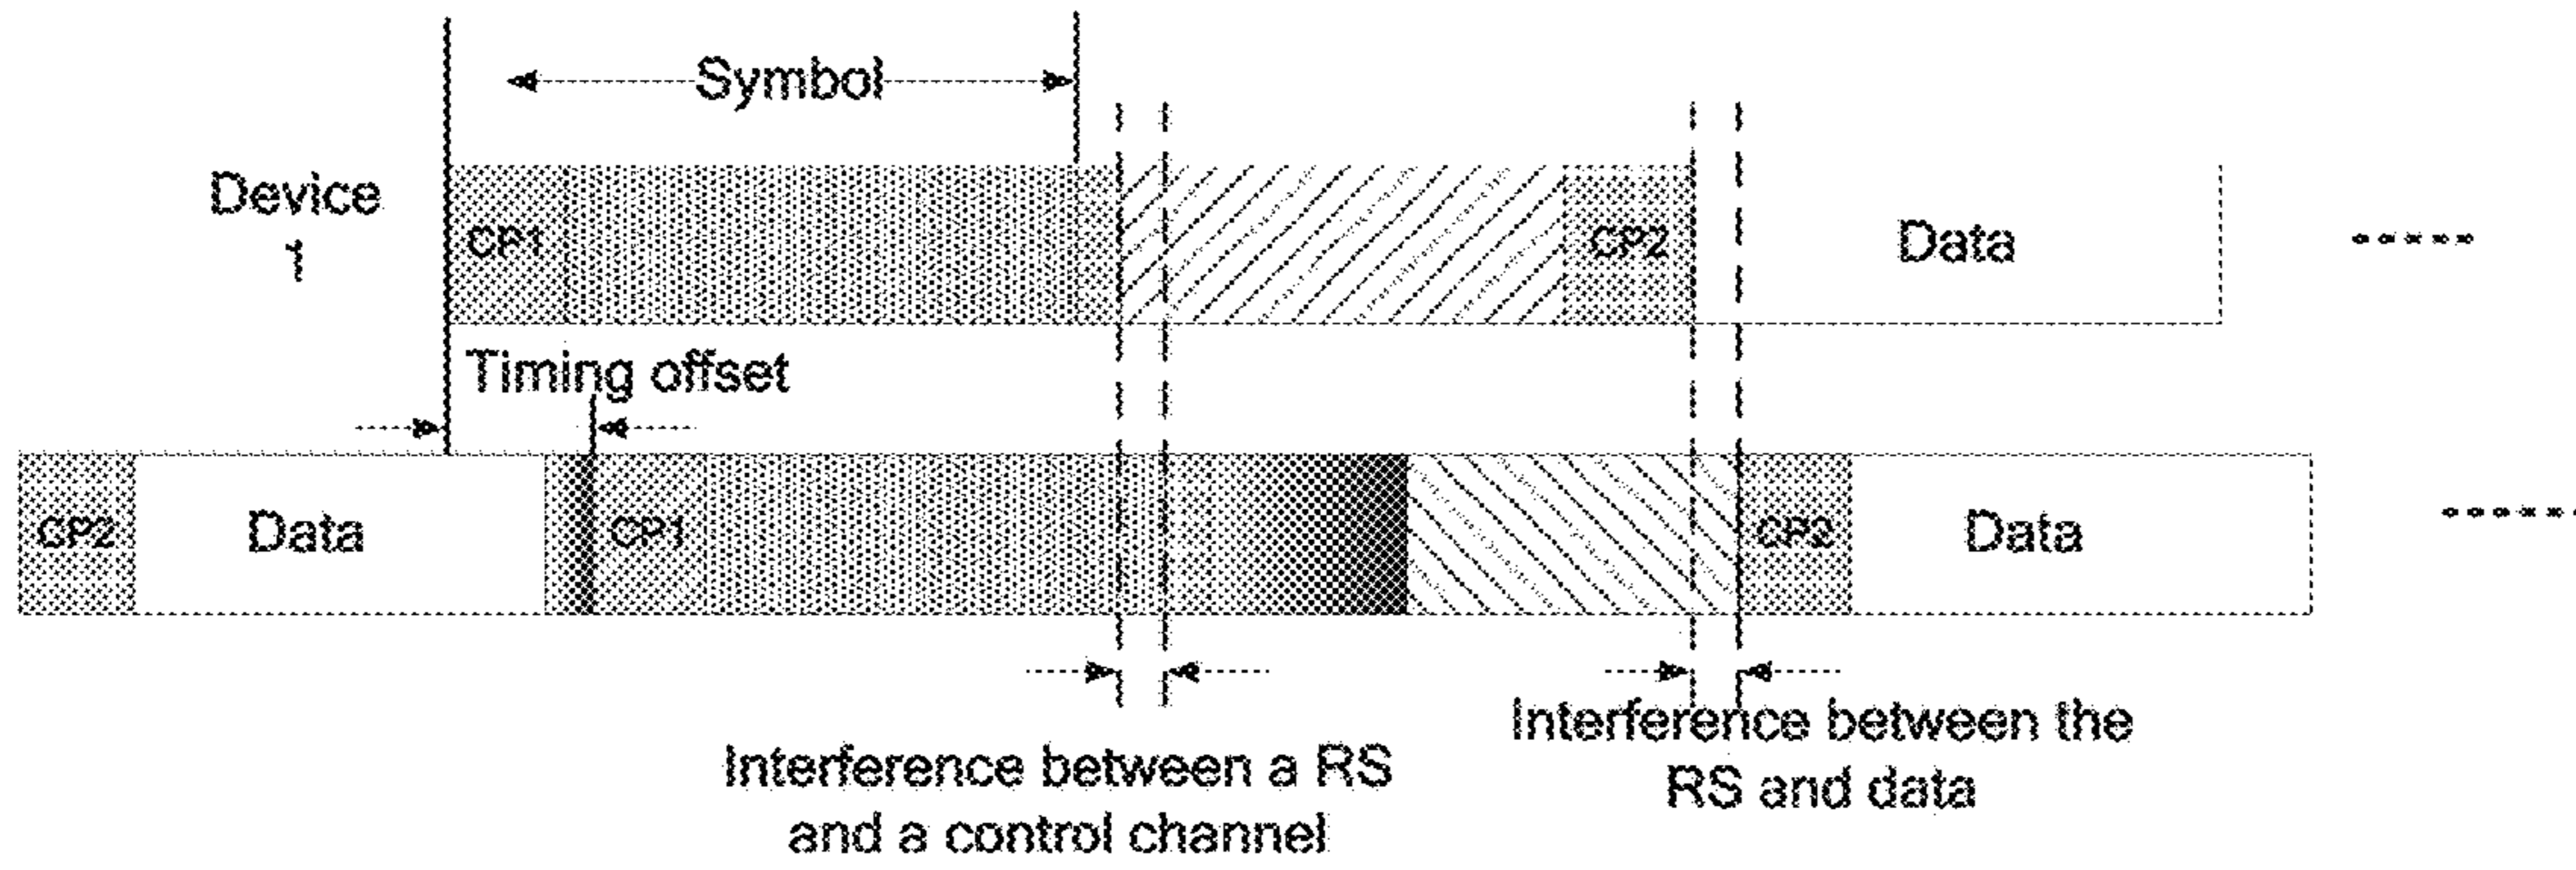 Symbol
Device
1
CP1
CP2
Data
Timing offset
CP2
Data
CP1
CP2
Data
Interference between a RS
and a control channel
Interference between the
RS and data